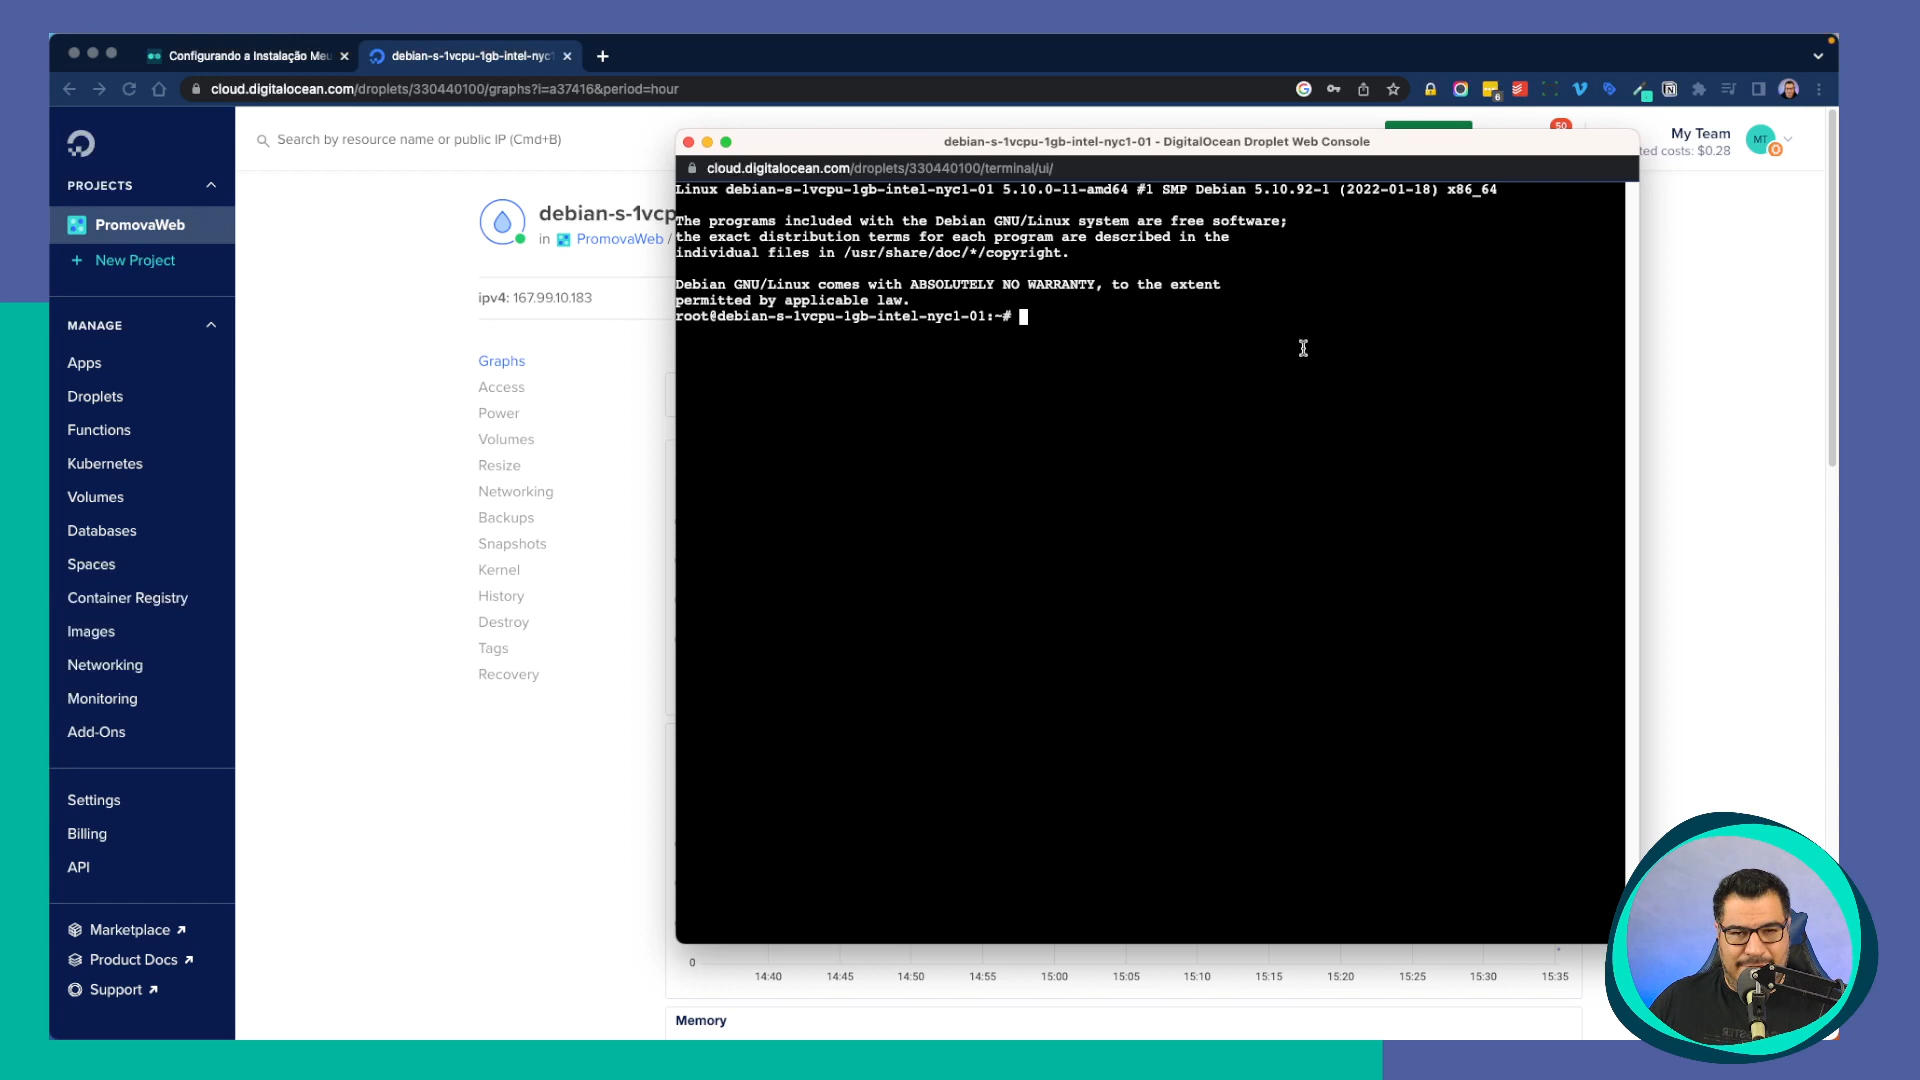 Configurando a Instalação Meu
debian-s-1vcpu-1gb-intel-nyc1
cloud.digitalocean.com/droplets/330440100/graphs?i=a37416&period=hour
6
PROJECTS
PromovaWeb
+ New Project
MANAGE
Apps
Droplets
Functions
Kubernetes
Volumes
Databases
Spaces
Container Registry
Images
Networking
Monitoring
Add-Ons
Settings
Billing
API
Marketplace
Product Docs
Support
Search by resource name or public IP (Cmd+B)
50
My Team
ted costs: $0.28
MT
debian-s-1vcp
in PromovaWeb /
ipv4: 167.99.10.183
Graphs
Access
Power
Volumes
Resize
Networking
Backups
Snapshots
Kernel
History
Destroy
Tags
Recovery
debian-s-1vcpu-1gb-intel-nyc1-01 - DigitalOcean Droplet Web Console
cloud.digitalocean.com/droplets/330440100/terminal/ui/
Linux debian-s-1vcpu-1gb-intel-nyc1-01 5.10.0-11-amd64 #1 SMP Debian 5.10.92-1 (2022-01-18) x86_64
The programs included with the Debian GNU/Linux system are free software;
the exact distribution terms for each program are described in the
individual files in /usr/share/doc/*/copyright.
Debian GNU/Linux comes with ABSOLUTELY NO WARRANTY, to the extent
permitted by applicable law.
root@debian-s-1vcpu-1gb-intel-nyc1-01:~#
0
14:40 14:45 14:50 14:55 15:00 15:05 15:10 15:15 15:20 15:25 15:30 15:35
Memory